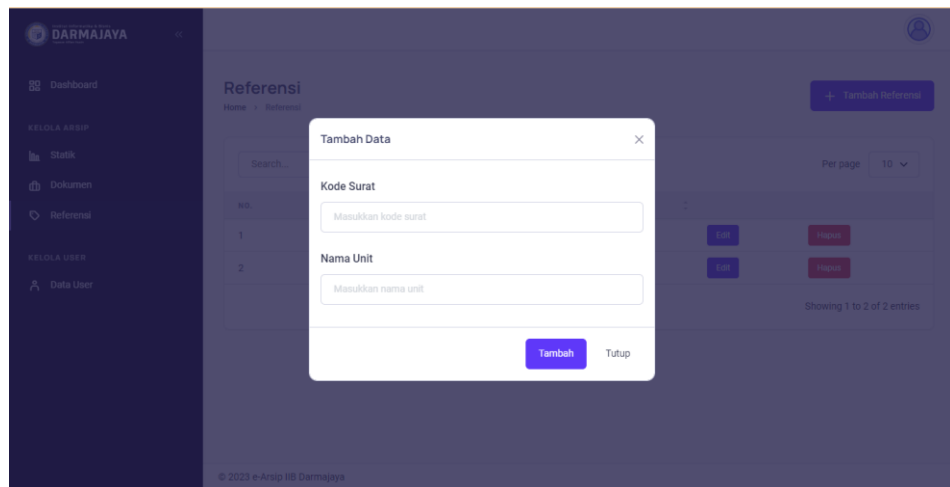 DARMAJAYA
Dashboard
KELOLA ARSIP
Statik
Dokumen
Referensi
KELOLA USER
Data User
Referensi
Home > Referensi
+ Tambah Referensi
Search...
Per page 10
NO.
1 Edit Hapus
2 Edit Hapus
Showing 1 to 2 of 2 entries
Tambah Data
Kode Surat
Masukkan kode surat
Nama Unit
Masukkan nama unit
Tambah Tutup
© 2023 e-Arsip IIB Darmajaya